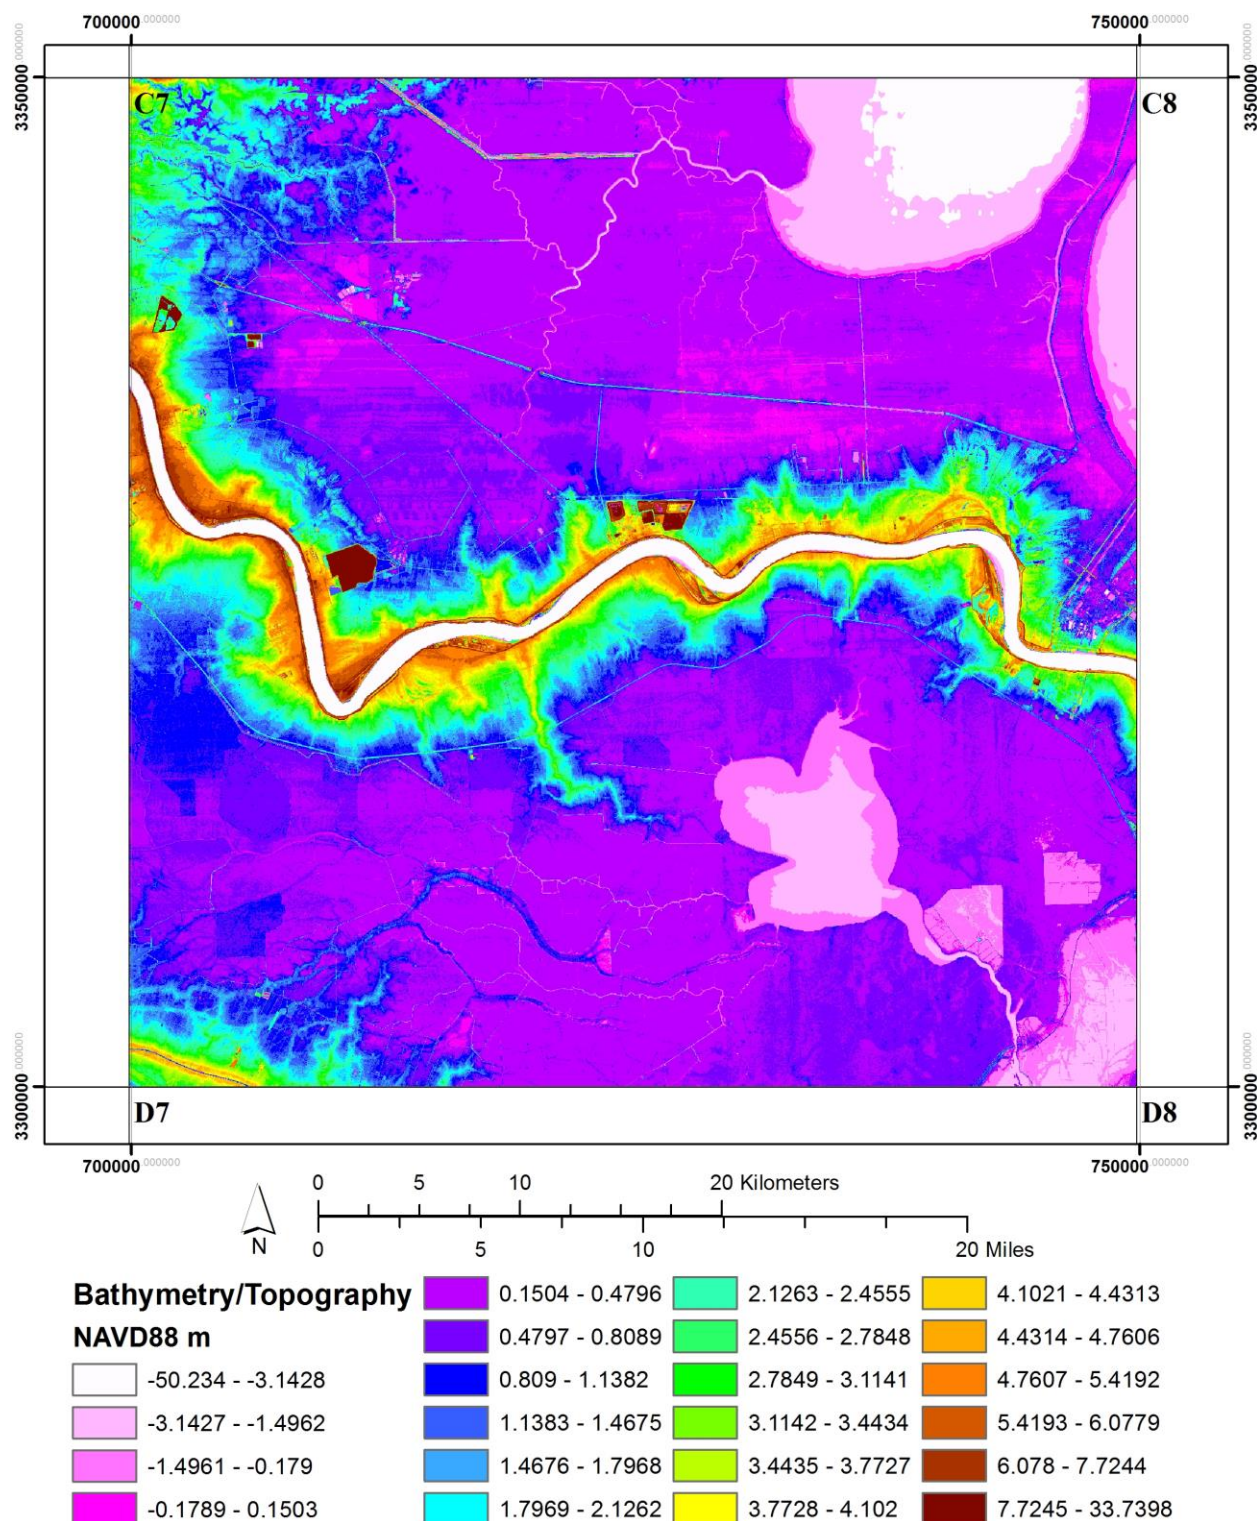 700000.000000 750000.000000
3350000.000000 3350000.000000
C7 C8
3300000.000000 3300000.000000
D7 D8
700000.000000 750000.000000
0 5 10 20 Kilometers
N
0 5 10 20 Miles
Bathymetry/Topography
NAVD88 m
-50.234 - -3.1428
-3.1427 - -1.4962
-1.4961 - -0.179
-0.1789 - 0.1503
0.1504 - 0.4796
0.4797 - 0.8089
0.809 - 1.1382
1.1383 - 1.4675
1.4676 - 1.7968
1.7969 - 2.1262
2.1263 - 2.4555
2.4556 - 2.7848
2.7849 - 3.1141
3.1142 - 3.4434
3.4435 - 3.7727
3.7728 - 4.102
4.1021 - 4.4313
4.4314 - 4.7606
4.7607 - 5.4192
5.4193 - 6.0779
6.078 - 7.7244
7.7245 - 33.7398